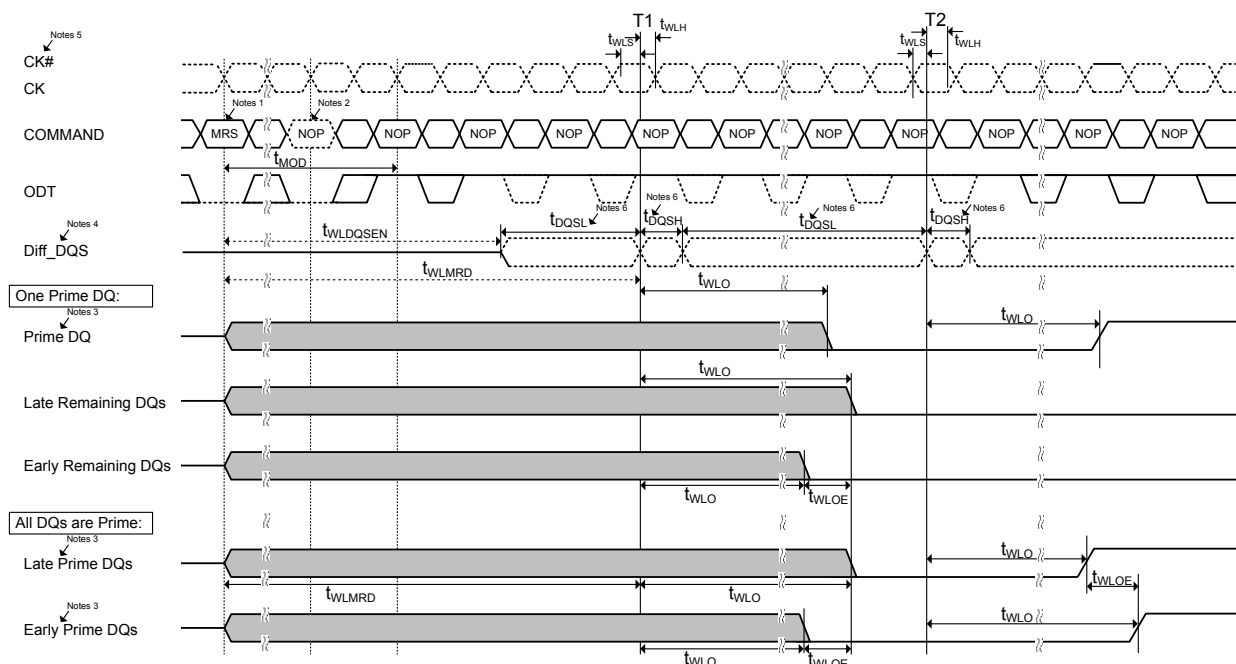 T1 T2
Notes 5
tWLS tWLH tWLS tWLH
CK#
CK
Notes 1 Notes 2
COMMAND MRS NOP NOP NOP NOP NOP NOP NOP NOP NOP NOP
tMOD
ODT
Notes 4
Notes 6 Notes 6 Notes 6 Notes 6
tDQSL tDQSH tDQSL tDQSH
tWLDQSEN
Diff_DQS
tWLMRD
tWLO
One Prime DQ:
Notes 3
Prime DQ
tWLO
tWLO
Late Remaining DQs
Early Remaining DQs
tWLO tWLOE
All DQs are Prime:
Notes 3
Late Prime DQs
tWLO
tWLOE
tWLMRD tWLO
Notes 3
Early Prime DQs
tWLO
tWLO tWLOE